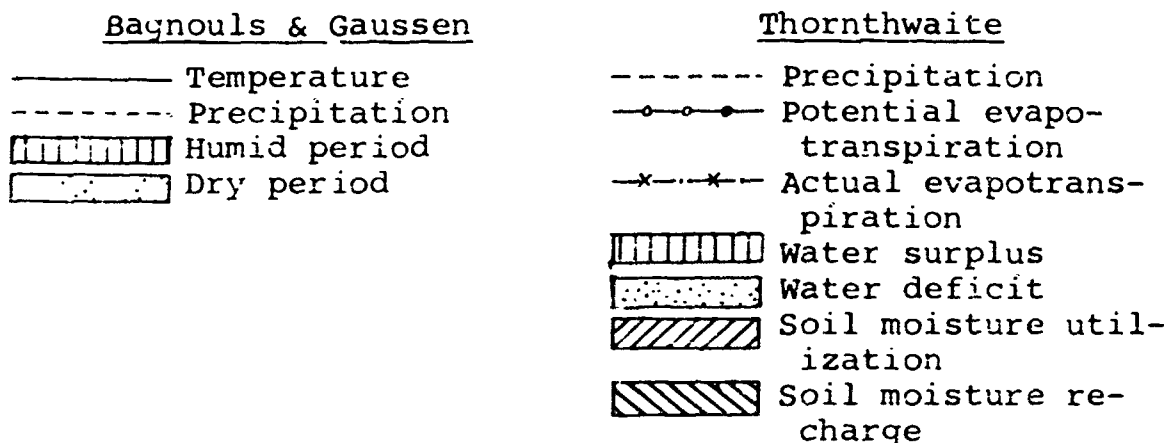 Bagnouls & Gaussen
Temperature
Precipitation
Humid period
Dry period
Thornthwaite
Precipitation
Potential evapo-
transpiration
Actual evapotrans-
piration
Water surplus
Water deficit
Soil moisture util-
ization
Soil moisture re-
charge